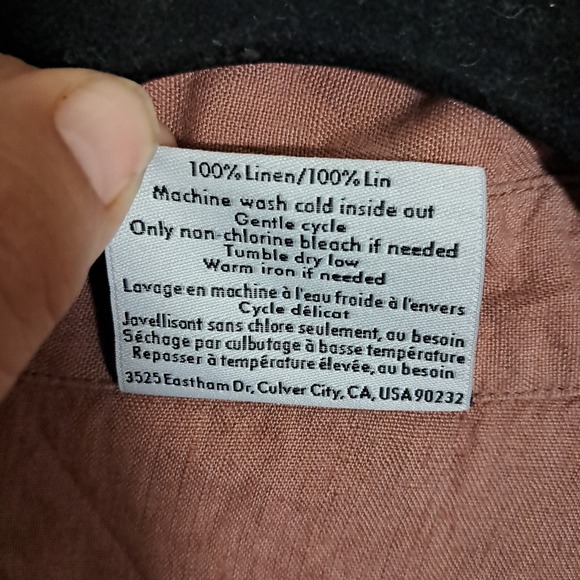 100% Linen/100% Lin
Machine wash cold inside out
Gentle cycle
Only non-chlorine bleach if needed
Tumble dry low
Warm iron if needed
Lavage en machine à l'eau froide à l'envers
Cycle délicat
Javellisant sans chlore seulement, au besoin
Séchage par culbutage à basse température
Repasser à température élevée, au besoin
3525 Eastham Dr, Culver City, CA, USA 90232